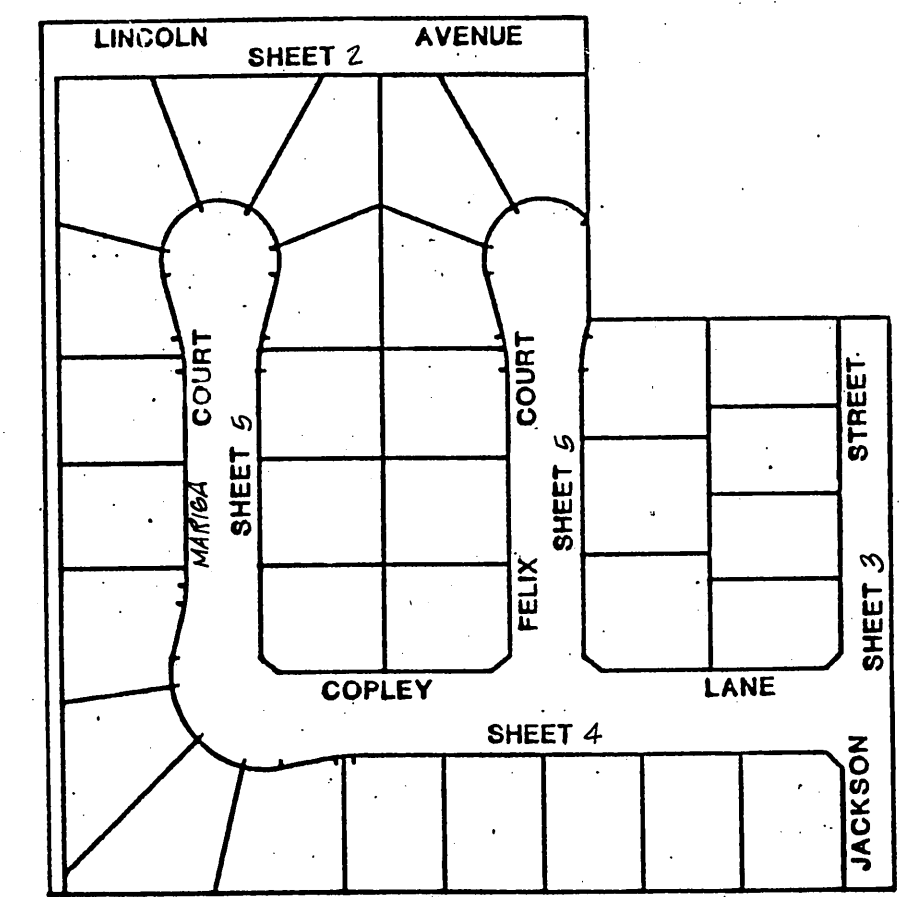 LINCOLN AVENUE
SHEET 2
MARIGA COURT
SHEET 5
FELIX COURT
SHEET 5
JACKSON STREET
SHEET 3
COPLEY LANE
SHEET 4